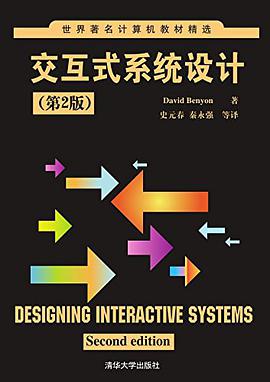 世界著名计算机教材精选
交互式系统设计
(第2版)
David Benyon 著
史元春 秦永强 等译
DESIGNING INTERACTIVE SYSTEMS
Second edition
清华大学出版社